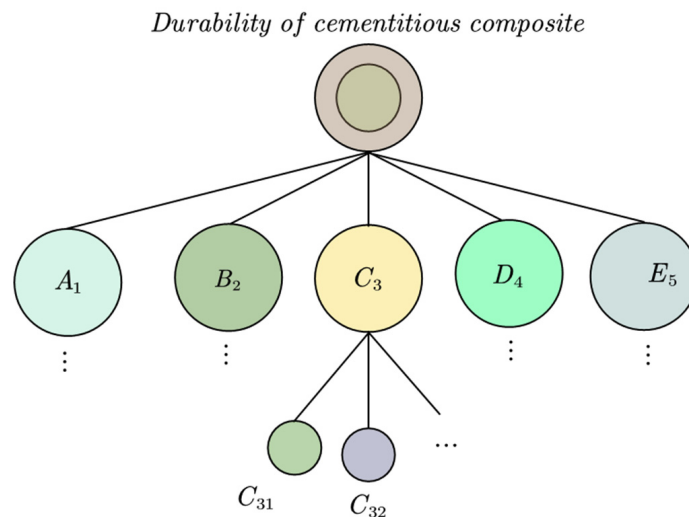 Durability of cementitious composite
A₁
B₂
C₃
D₄
E₅
⋮
⋮
⋮
⋮
...
C₃₁
C₃₂